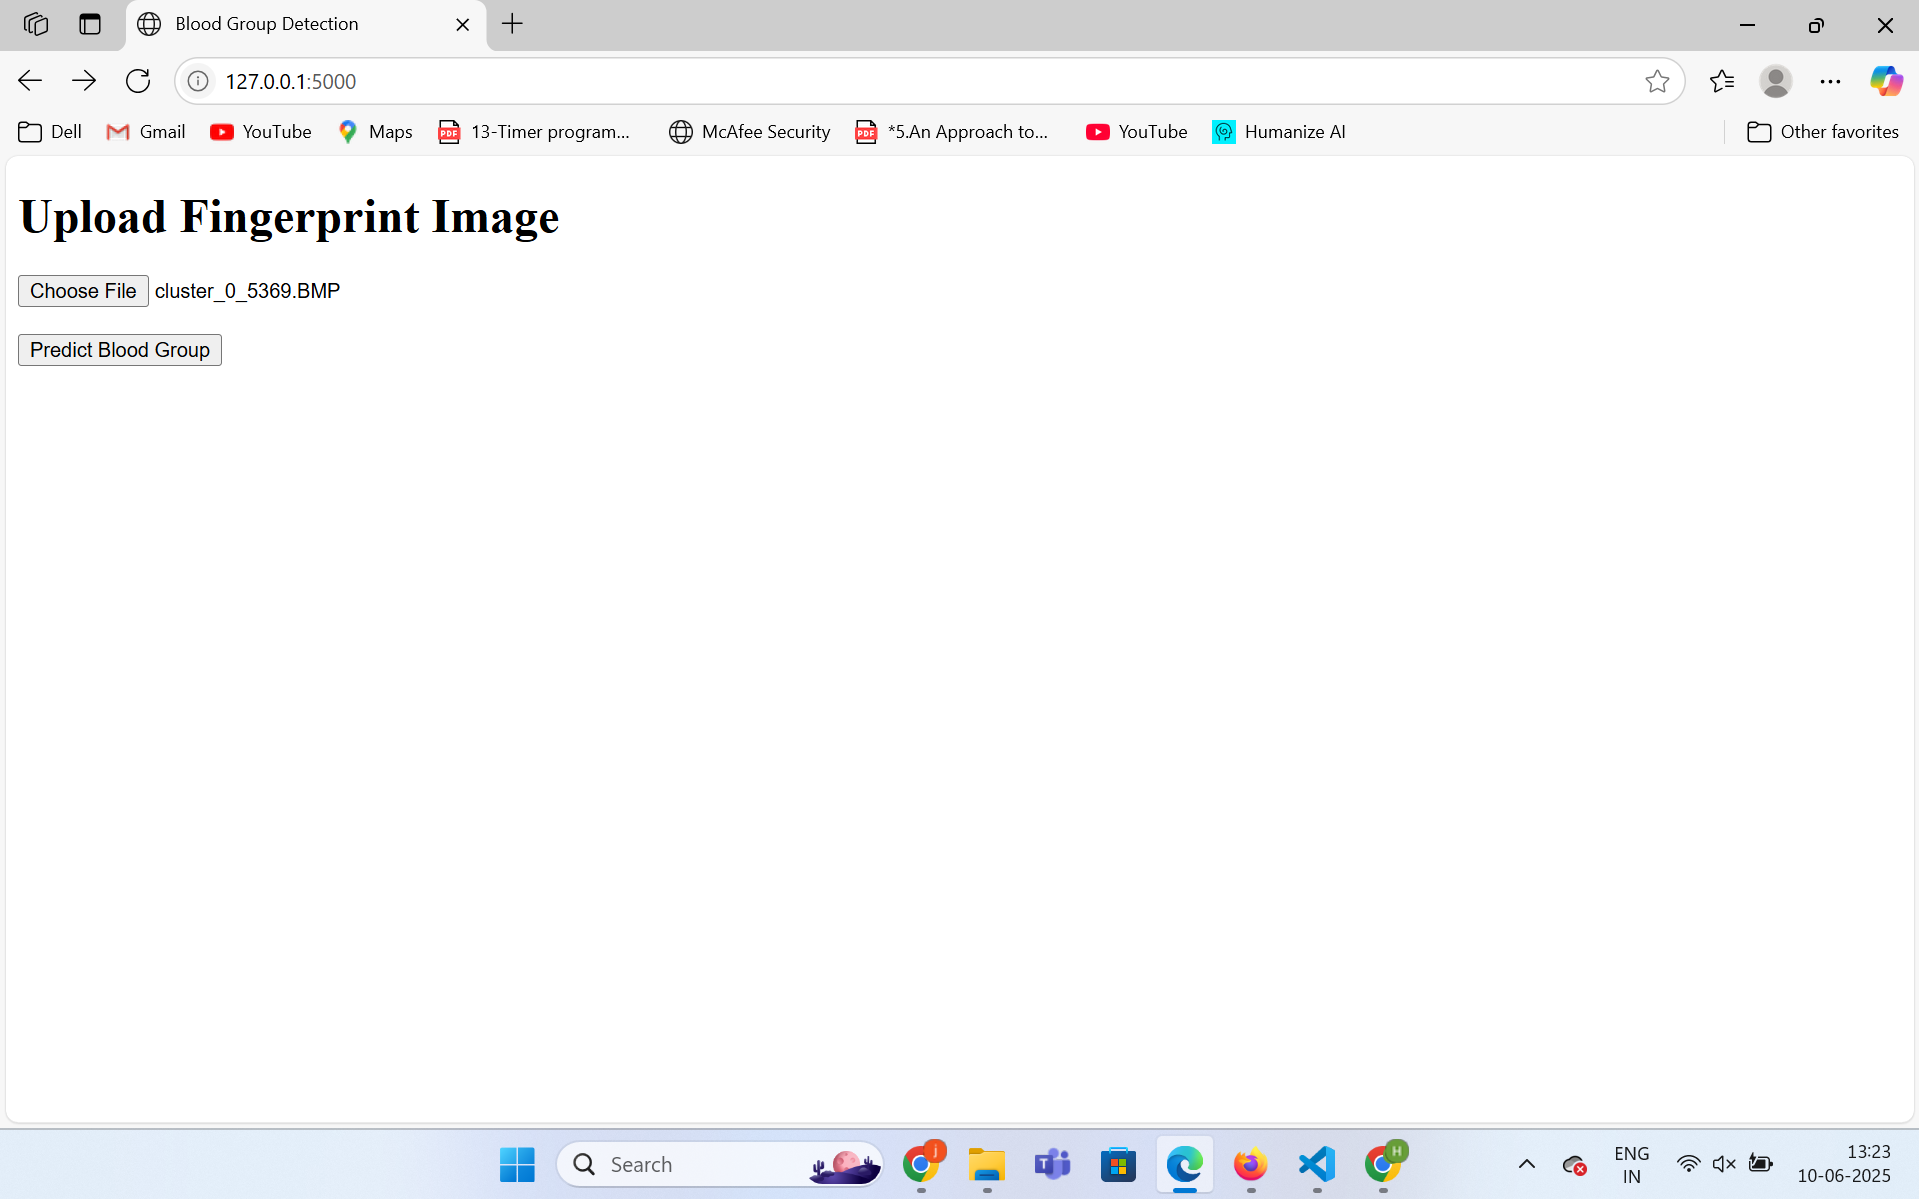 Blood Group Detection
127.0.0.1:5000
Dell Gmail YouTube Maps PDF 13-Timer program... McAfee Security PDF *5.An Approach to... YouTube Humanize AI Other favorites
Upload Fingerprint Image
Choose File cluster_0_5369.BMP
Predict Blood Group
Search
j
H
ENG
IN
13:23
10-06-2025